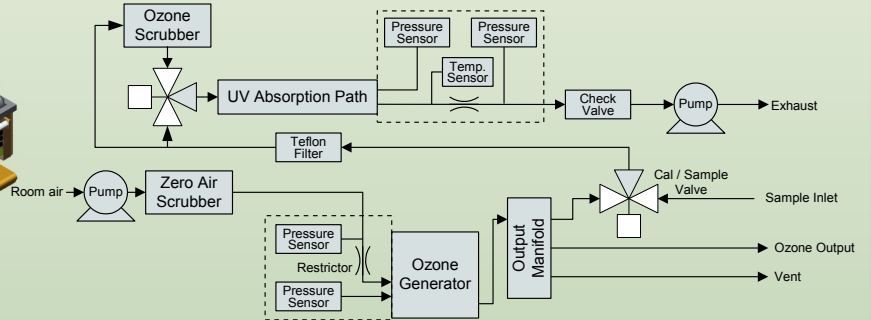 Ozone
Scrubber
Pressure
Sensor
Pressure
Sensor
Temp.
Sensor
UV Absorption Path
Check
Valve
Pump
Exhaust
Teflon
Filter
Room air
Pump
Zero Air
Scrubber
Cal / Sample
Valve
Sample Inlet
Pressure
Sensor
Restrictor
Pressure
Sensor
Ozone
Generator
Output
Manifold
Ozone Output
Vent